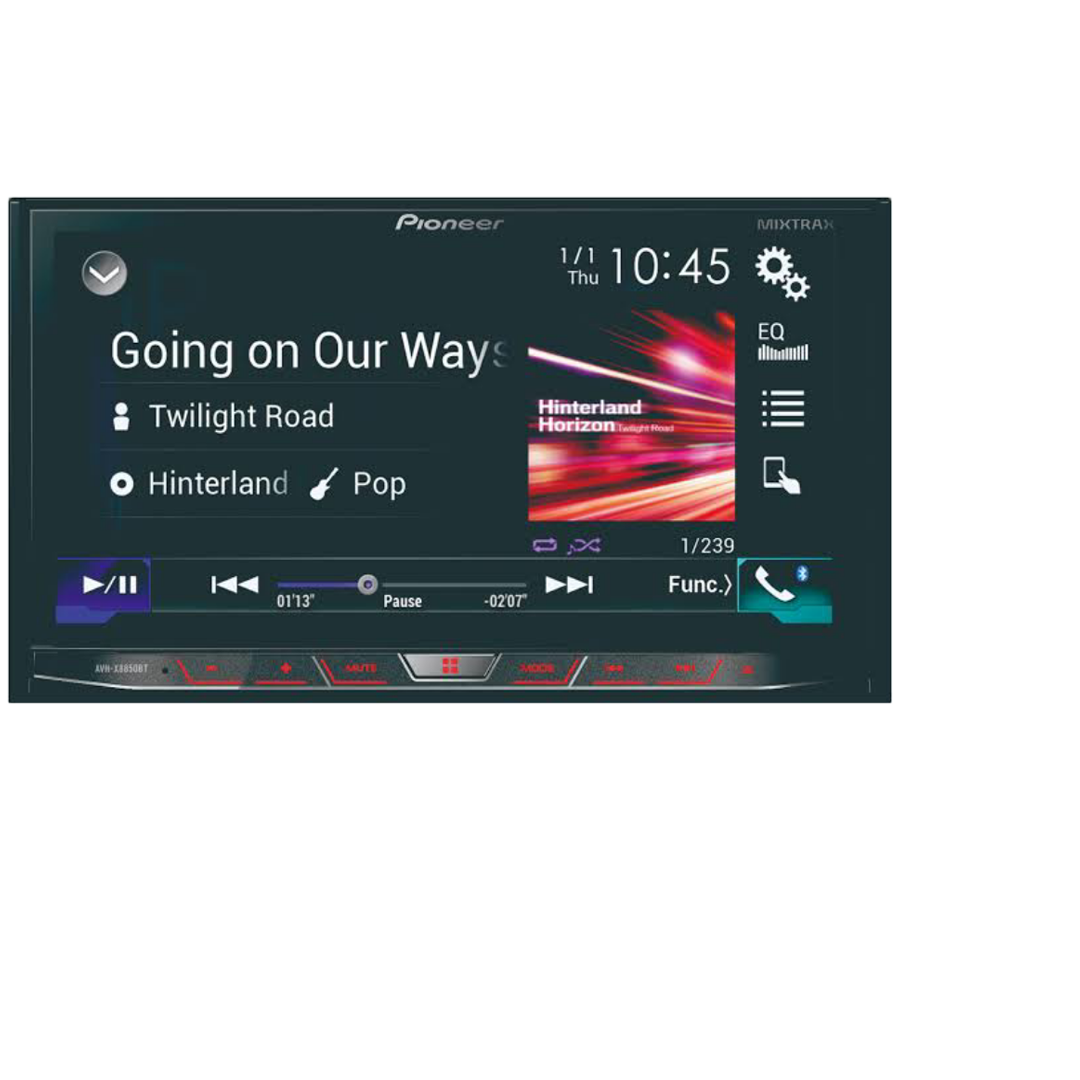 Pioneer
MIXTRAX
1/1
Thu
10:45
EQ
Going on Our Ways
Twilight Road
Hinterland
Pop
Hinterland
Horizon Twilight Road
1/239
01'13"
Pause
-02'07"
Func.
AVH-X8850BT
MUTE
MODE